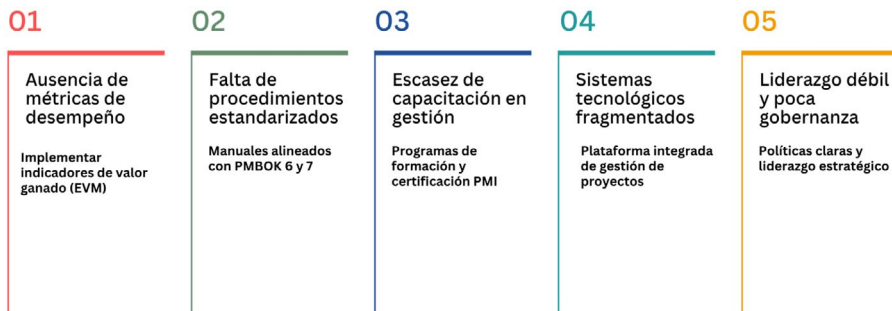 01
Ausencia de
métricas de
desempeño
Implementar
indicadores de valor
ganado (EVM)
02
Falta de
procedimientos
estandarizados
Manuales alineados
con PMBOK 6 y 7
03
Escasez de
capacitación en
gestión
Programas de
formación y
certificación PMI
04
Sistemas
tecnológicos
fragmentados
Plataforma integrada
de gestión de
proyectos
05
Liderazgo débil
y poca
gobernanza
Políticas claras y
liderazgo estratégico